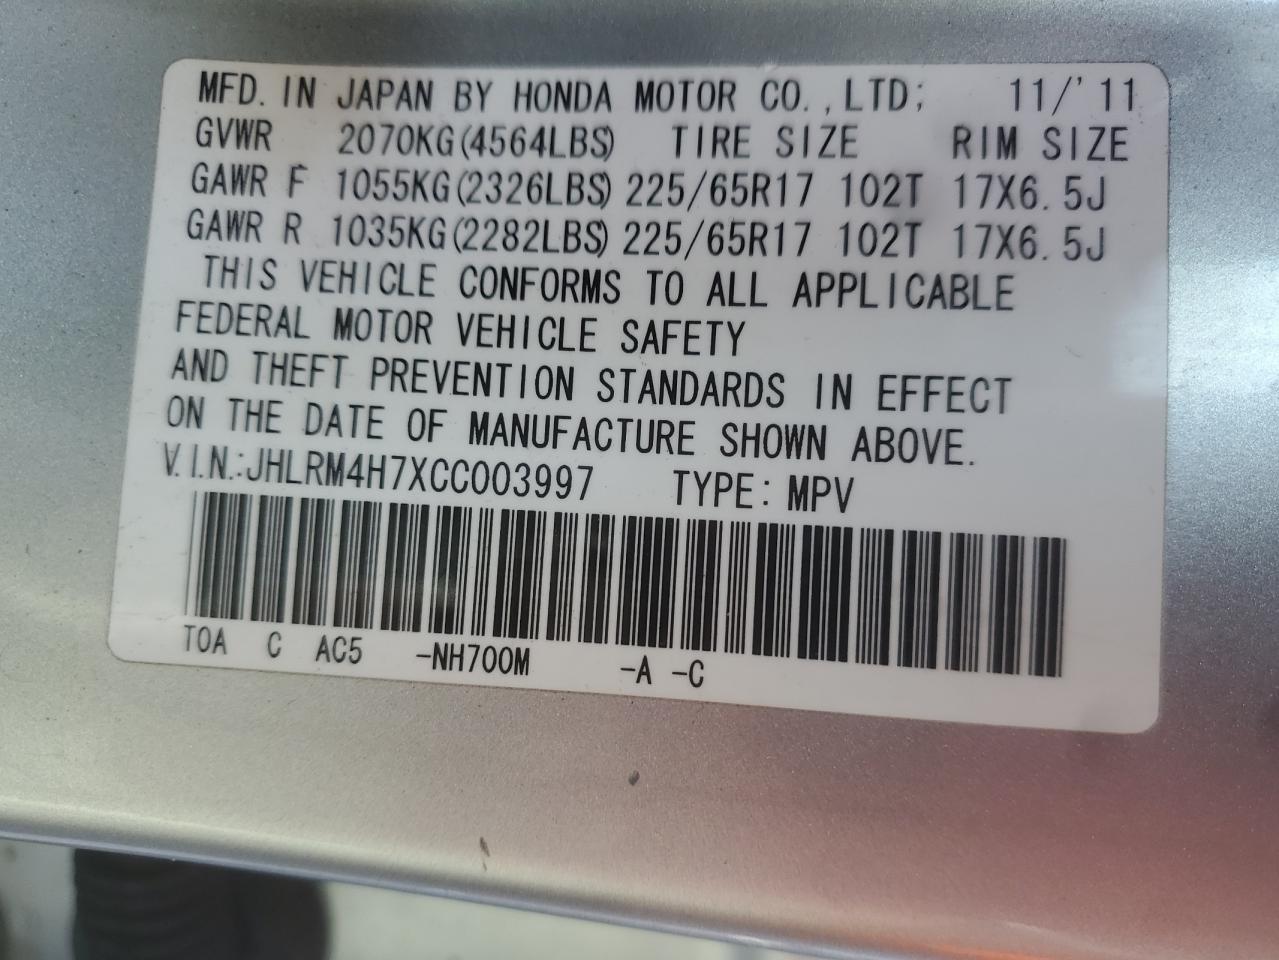 MFD. IN JAPAN BY HONDA MOTOR CO.,LTD; 11/'11
GVWR 2070KG(4564LBS) TIRE SIZE RIM SIZE
GAWR F 1055KG(2326LBS) 225/65R17 102T 17X6.5J
GAWR R 1035KG(2282LBS) 225/65R17 102T 17X6.5J
THIS VEHICLE CONFORMS TO ALL APPLICABLE
FEDERAL MOTOR VEHICLE SAFETY
AND THEFT PREVENTION STANDARDS IN EFFECT
ON THE DATE OF MANUFACTURE SHOWN ABOVE.
V.I.N.:JHLRM4H7XCC003997 TYPE: MPV
TOA C AC5 -NH700M -A -C